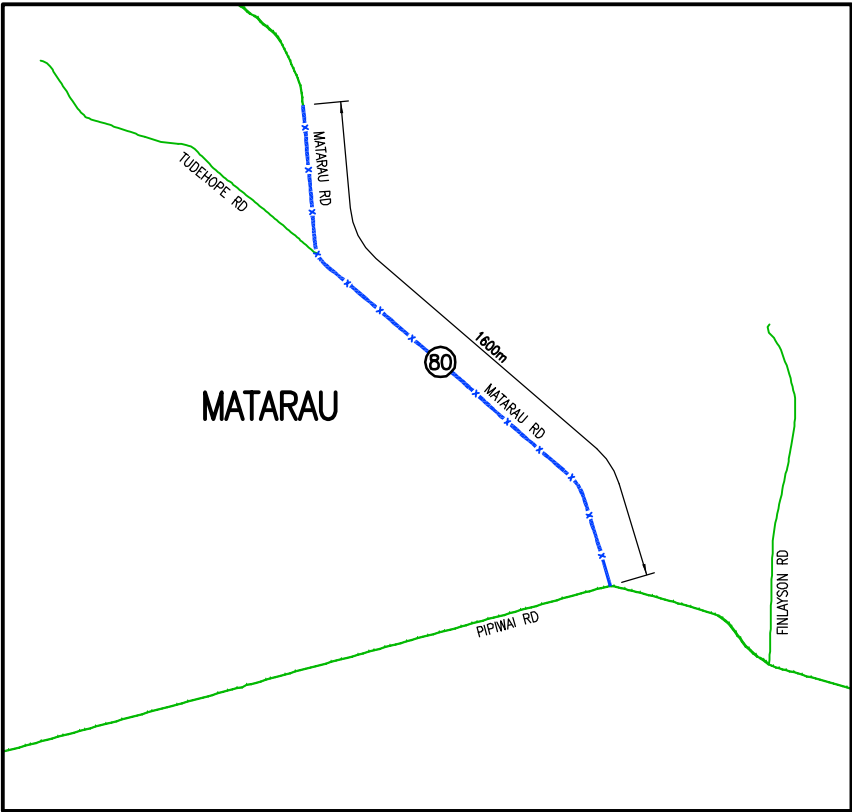 MATARAU RD
TUDEHOPE RD
1600m
80
MATARAU RD
MATARAU
FINLAYSON RD
PIPIWAI RD